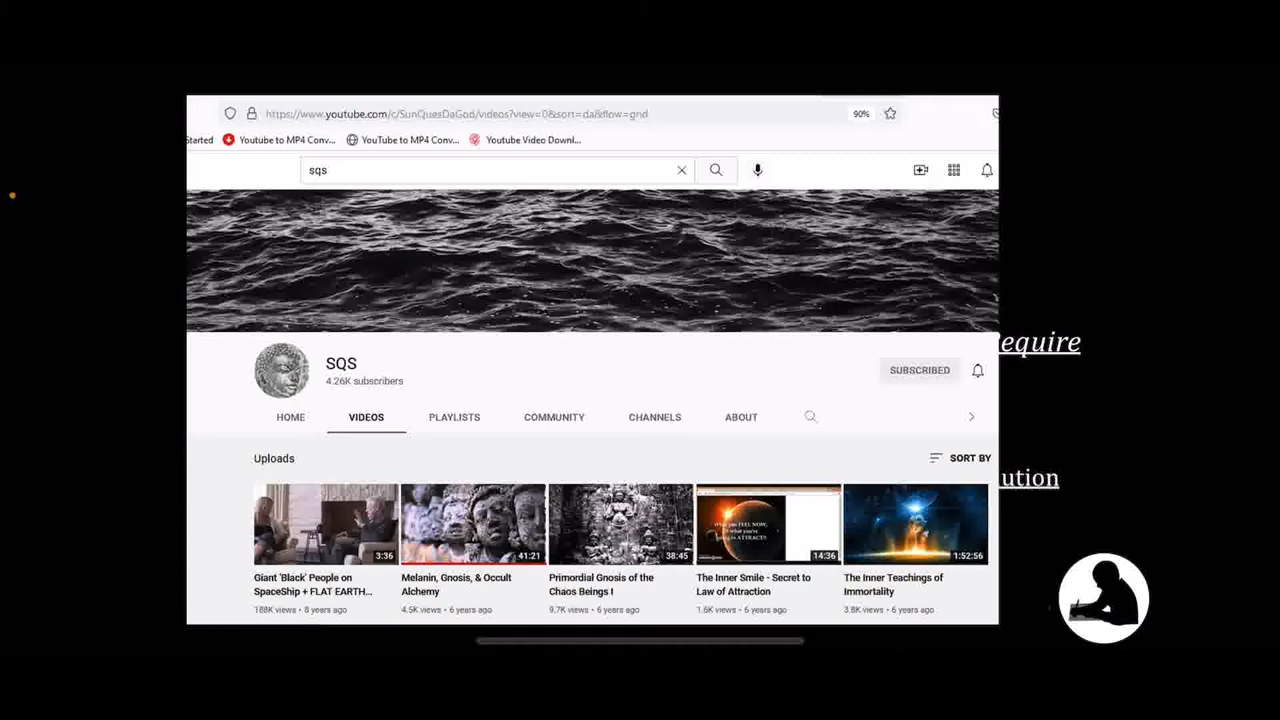 https://www.youtube.com/c/SunQuesDaGod/videos?view=0&sort=da&flow=grid
90%
Started
Youtube to MP4 Conv...
YouTube to MP4 Conv...
Youtube Video Downl...
sqs
SQS
4.26K subscribers
SUBSCRIBED
equire
HOME
VIDEOS
PLAYLISTS
COMMUNITY
CHANNELS
ABOUT
Uploads
SORT BY
ution
3:36
41:21
38:45
14:36
1:52:56
Giant 'Black' People on
SpaceShip + FLAT EARTH...
188K views • 8 years ago
Melanin, Gnosis, & Occult
Alchemy
4.5K views • 6 years ago
Primordial Gnosis of the
Chaos Beings I
9.7K views • 6 years ago
The Inner Smile - Secret to
Law of Attraction
1.6K views • 6 years ago
The Inner Teachings of
Immortality
3.8K views • 6 years ago